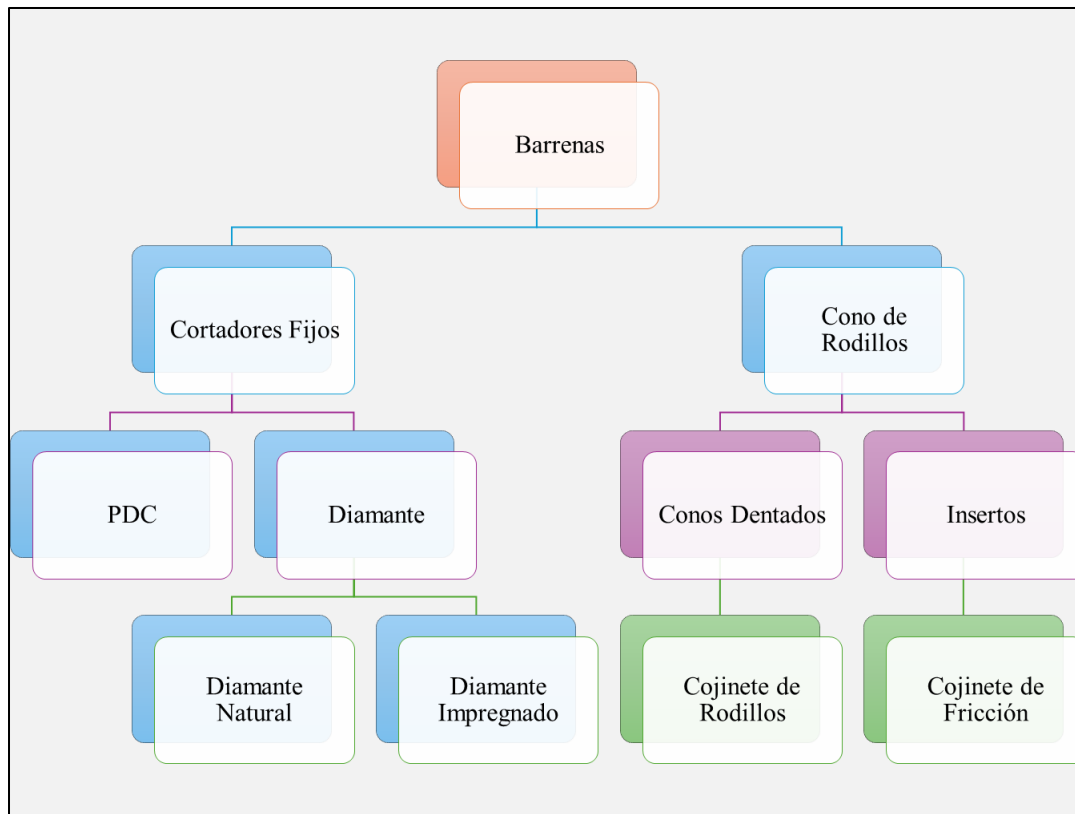 Barrenas
Cortadores Fijos
Cono de
Rodillos
PDC
Diamante
Conos Dentados
Insertos
Diamante
Natural
Diamante
Impregnado
Cojinete de
Rodillos
Cojinete de
Fricción